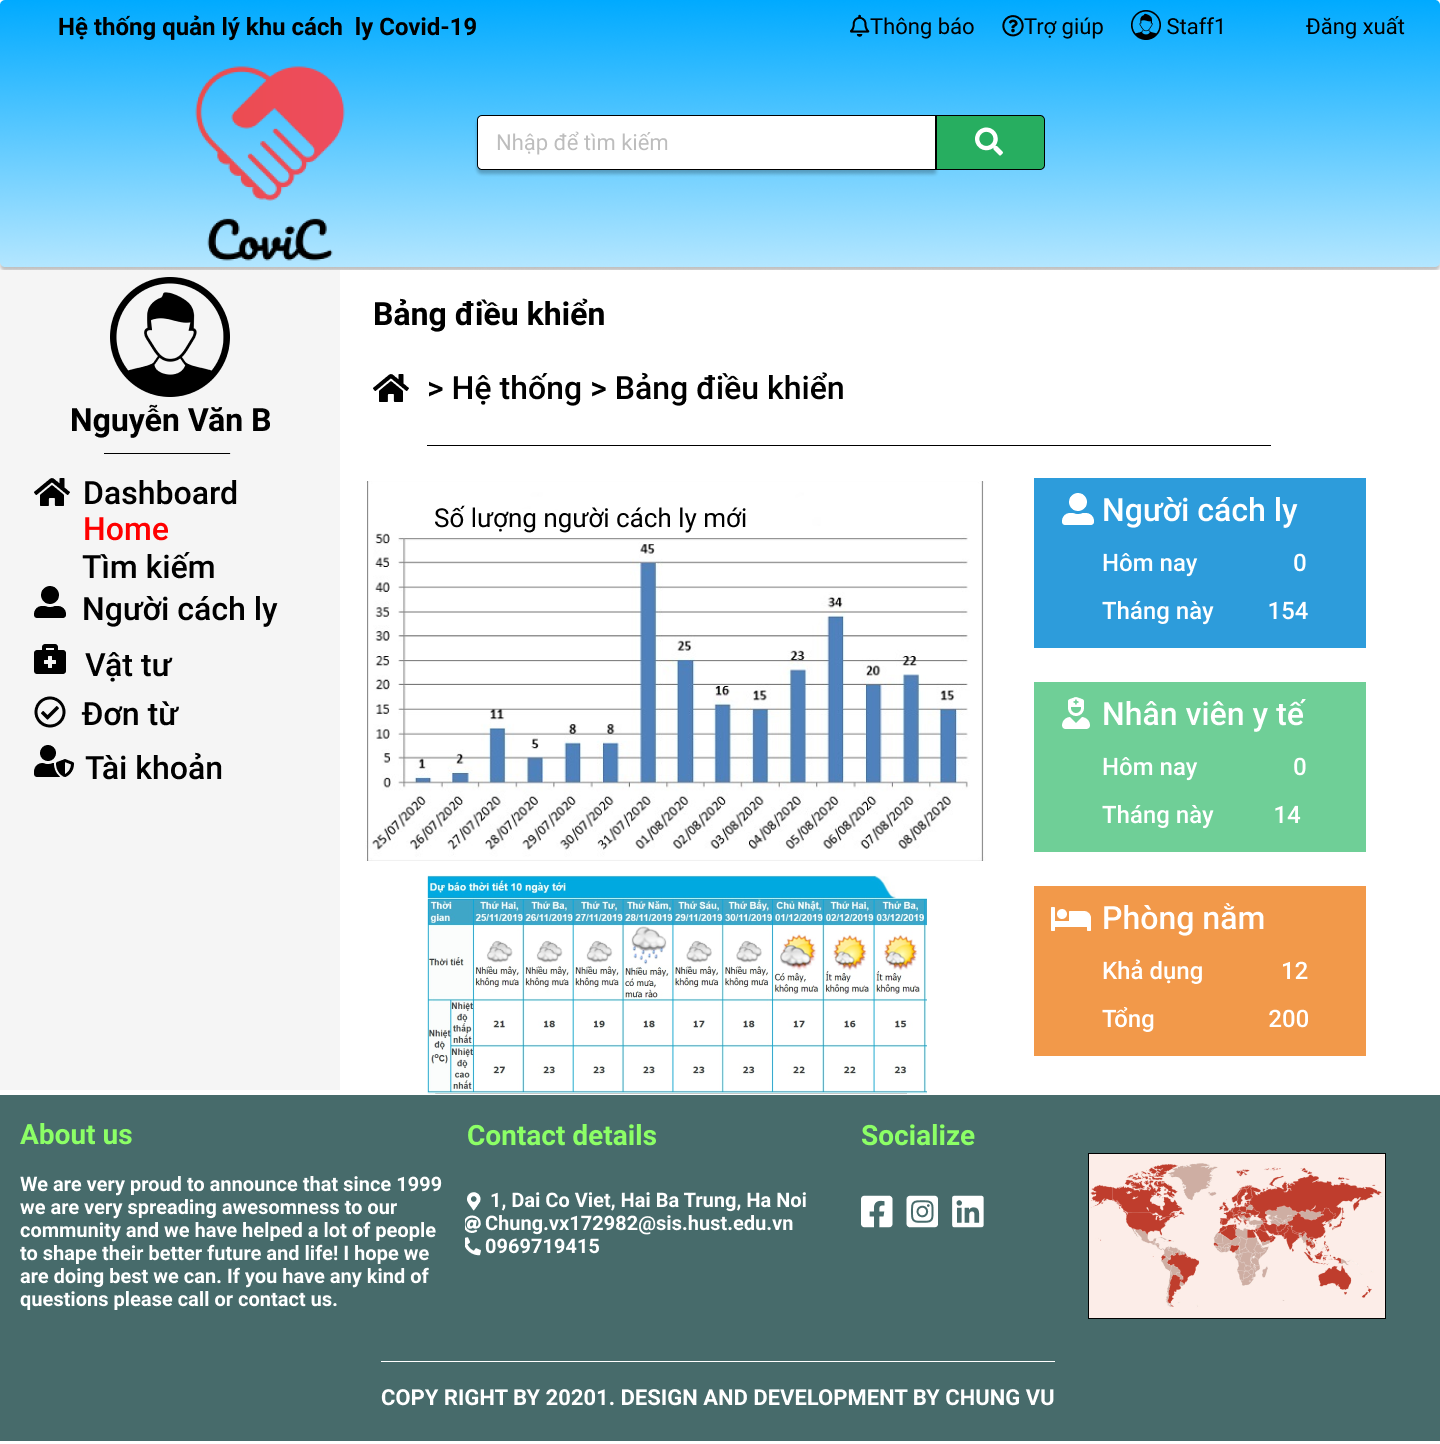 Hệ thống quản lý khu cách ly Covid-19
Thông báo
Trợ giúp
Staff1
Đăng xuất
Nhập để tìm kiếm
CoviC
Nguyễn Văn B
Dashboard
Home
Tìm kiếm
Người cách ly
Vật tư
Đơn từ
Tài khoản
Bảng điều khiển
> Hệ thống > Bảng điều khiển
Số lượng người cách ly mới
50
45
40
35
30
25
20
15
10
5
0
1
2
11
5
8
8
45
25
16
15
23
34
20
22
15
25/07/2020
26/07/2020
27/07/2020
28/07/2020
29/07/2020
30/07/2020
31/07/2020
01/08/2020
02/08/2020
03/08/2020
04/08/2020
05/08/2020
06/08/2020
07/08/2020
08/08/2020
Người cách ly
Hôm nay 0
Tháng này 154
Nhân viên y tế
Hôm nay 0
Tháng này 14
Phòng nằm
Khả dụng 12
Tổng 200
Dự báo thời tiết 10 ngày tới
Thời Thứ Hai, Thứ Ba, Thứ Tư, Thứ Năm, Thứ Sáu, Thứ Bẩy, Chủ Nhật, Thứ Hai, Thứ Ba,
gian 25/11/2019 26/11/2019 27/11/2019 28/11/2019 29/11/2019 30/11/2019 01/12/2019 02/12/2019 03/12/2019
Thời tiết
Nhiều mây, không mưa
Nhiều mây, không mưa
Nhiều mây, không mưa
Nhiều mây, có mưa, mưa rào
Nhiều mây, không mưa
Nhiều mây, không mưa
Có mây, không mưa
Ít mây không mưa
Ít mây không mưa
Nhiệt độ (°C)
Nhiệt độ thấp nhất 21 18 19 18 17 18 17 16 15
Nhiệt độ cao nhất 27 23 23 23 23 23 22 22 23
About us
We are very proud to announce that since 1999
we are very spreading awesomness to our
community and we have helped a lot of people
to shape their better future and life! I hope we
are doing best we can. If you have any kind of
questions please call or contact us.
Contact details
1, Dai Co Viet, Hai Ba Trung, Ha Noi
@ Chung.vx172982@sis.hust.edu.vn
0969719415
Socialize
COPY RIGHT BY 20201. DESIGN AND DEVELOPMENT BY CHUNG VU